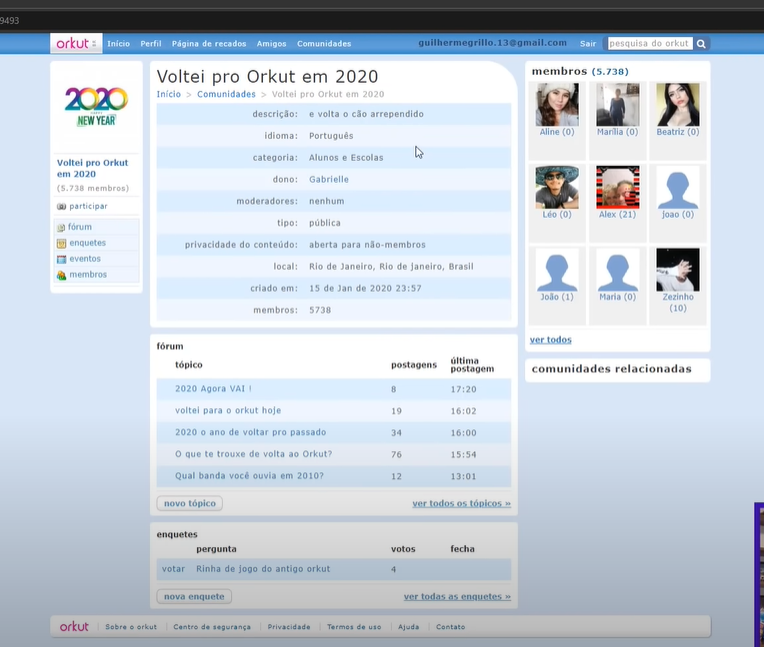 9493
orkut
Início Perfil Página de recados Amigos Comunidades
guilhermegrillo.13@gmail.com Sair pesquisa do orkut
2020
NEW YEAR
Voltei pro Orkut
em 2020
(5.738 membros)
participar
fórum
enquetes
eventos
membros
Voltei pro Orkut em 2020
Início > Comunidades > Voltei pro Orkut em 2020
descrição: e volta o cão arrependido
idioma: Português
categoria: Alunos e Escolas
dono: Gabrielle
moderadores: nenhum
tipo: pública
privacidade do conteúdo: aberta para não-membros
local: Rio de Janeiro, Rio de janeiro, Brasil
criado em: 15 de Jan de 2020 23:57
membros: 5738
fórum
tópico postagens última postagem
2020 Agora VAI ! 8 17:20
voltei para o orkut hoje 19 16:02
2020 o ano de voltar pro passado 34 16:00
O que te trouxe de volta ao Orkut? 76 15:54
Qual banda você ouvia em 2010? 12 13:01
novo tópico ver todos os tópicos »
enquetes
pergunta votos fecha
votar Rinha de jogo do antigo orkut 4
nova enquete ver todas as enquetes »
membros (5.738)
Aline (0) Marília (0) Beatriz (0)
Léo (0) Alex (21) joao (0)
João (1) Maria (0) Zezinho
(10)
ver todos
comunidades relacionadas
orkut Sobre o orkut Centro de segurança Privacidade Termos de uso Ajuda Contato